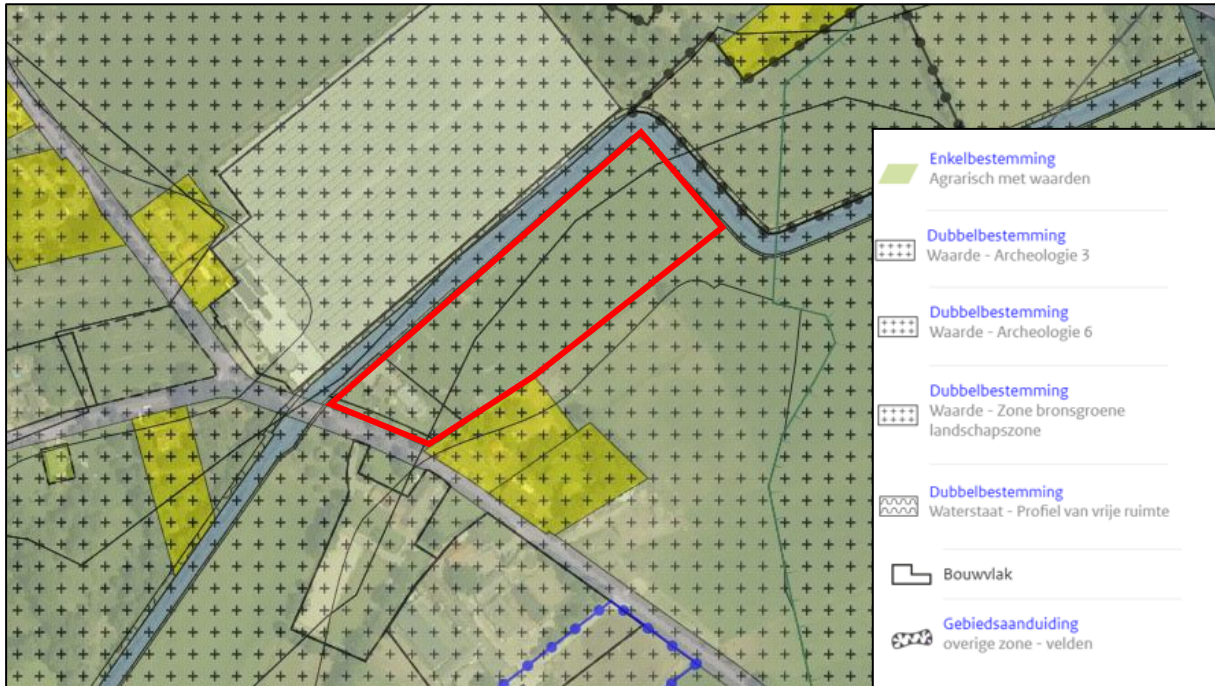 Enkelbestemming
Agrarisch met waarden
Dubbelbestemming
Waarde - Archeologie 3
Dubbelbestemming
Waarde - Archeologie 6
Dubbelbestemming
Waarde - Zone bronsgroene
landschapszone
Dubbelbestemming
Waterstaat - Profiel van vrije ruimte
Bouwvlak
Gebiedsaanduiding
overige zone - velden